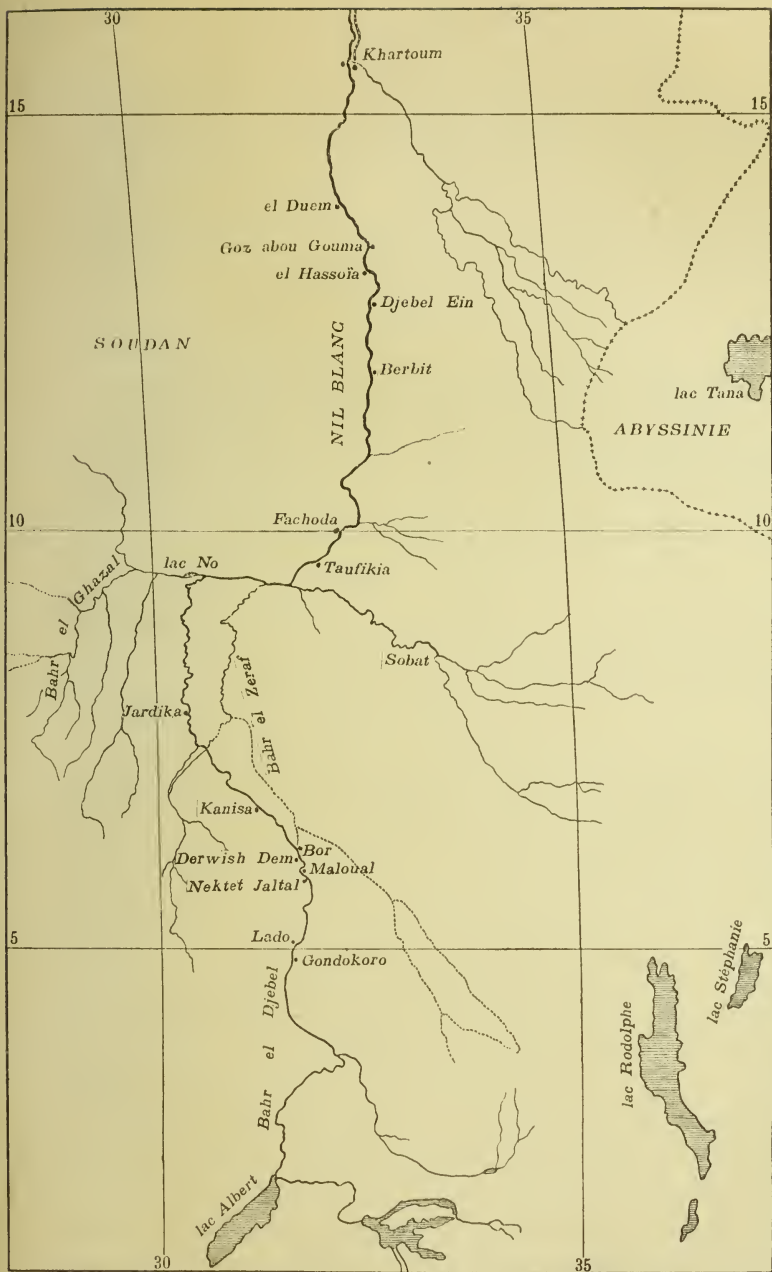 30
35
Khartoum
15
15
el Duem
Goz abou Gouma
el Hassoïa
Djebel Ein
SOUDAN
NIL BLANC
Berbit
lac Tana
ABYSSINIE
10
Fachoda
10
lac No
Taufikia
Bahr el Ghazal
Sobat
Bahr el Zeraf
Jardika
Kanisa
Bor
Derwish Dem
Maloual
Nektet Jaltal
Lado
5
5
Gondokoro
lac Stéphanie
Bahr el Djebel
lac Rodolphe
lac Albert
30
35